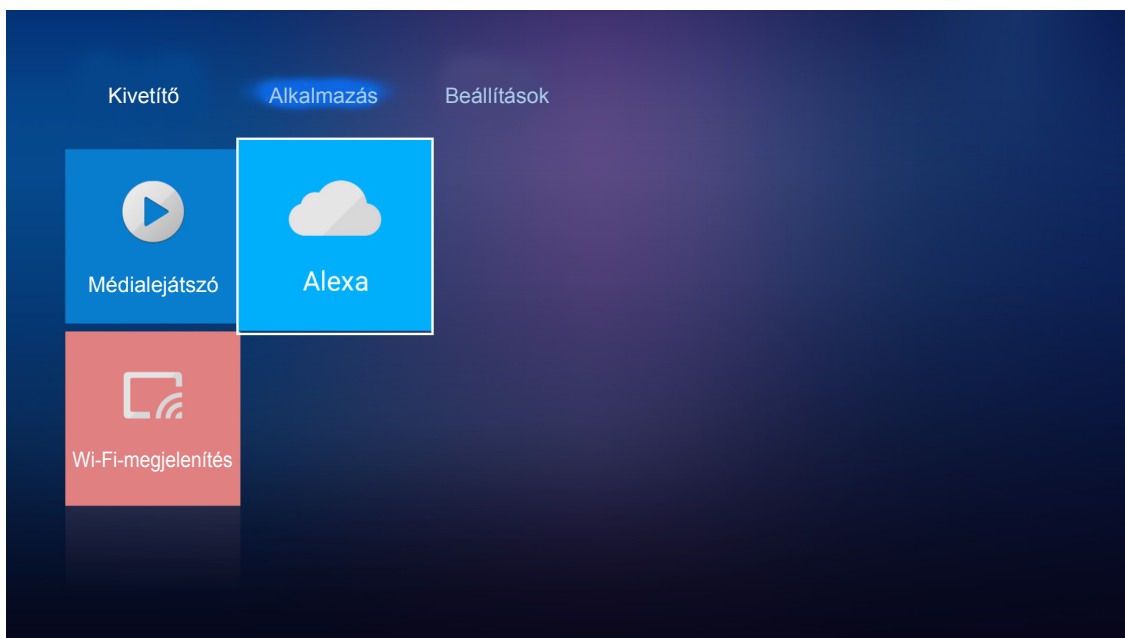 Kivetítő
Alkalmazás
Beállítások
Médialejátszó
Alexa
Wi-Fi-megjelenítés